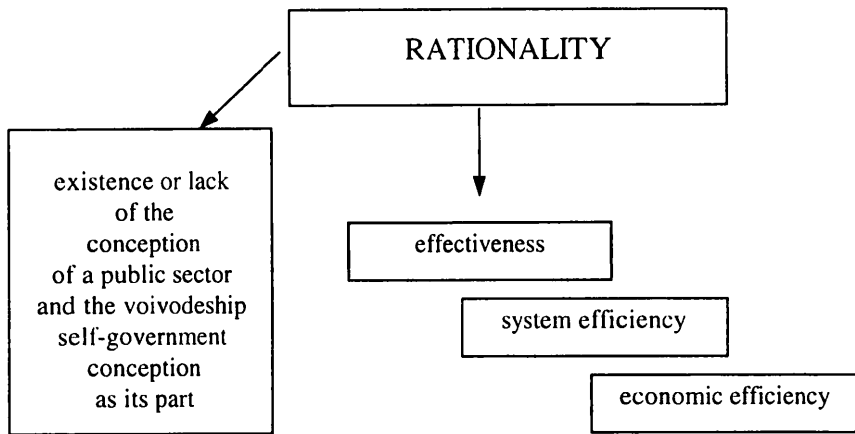 RATIONALITY
existence or lack
of the
conception
of a public sector
and the voivodeship
self-government
conception
as its part
effectiveness
system efficiency
economic efficiency